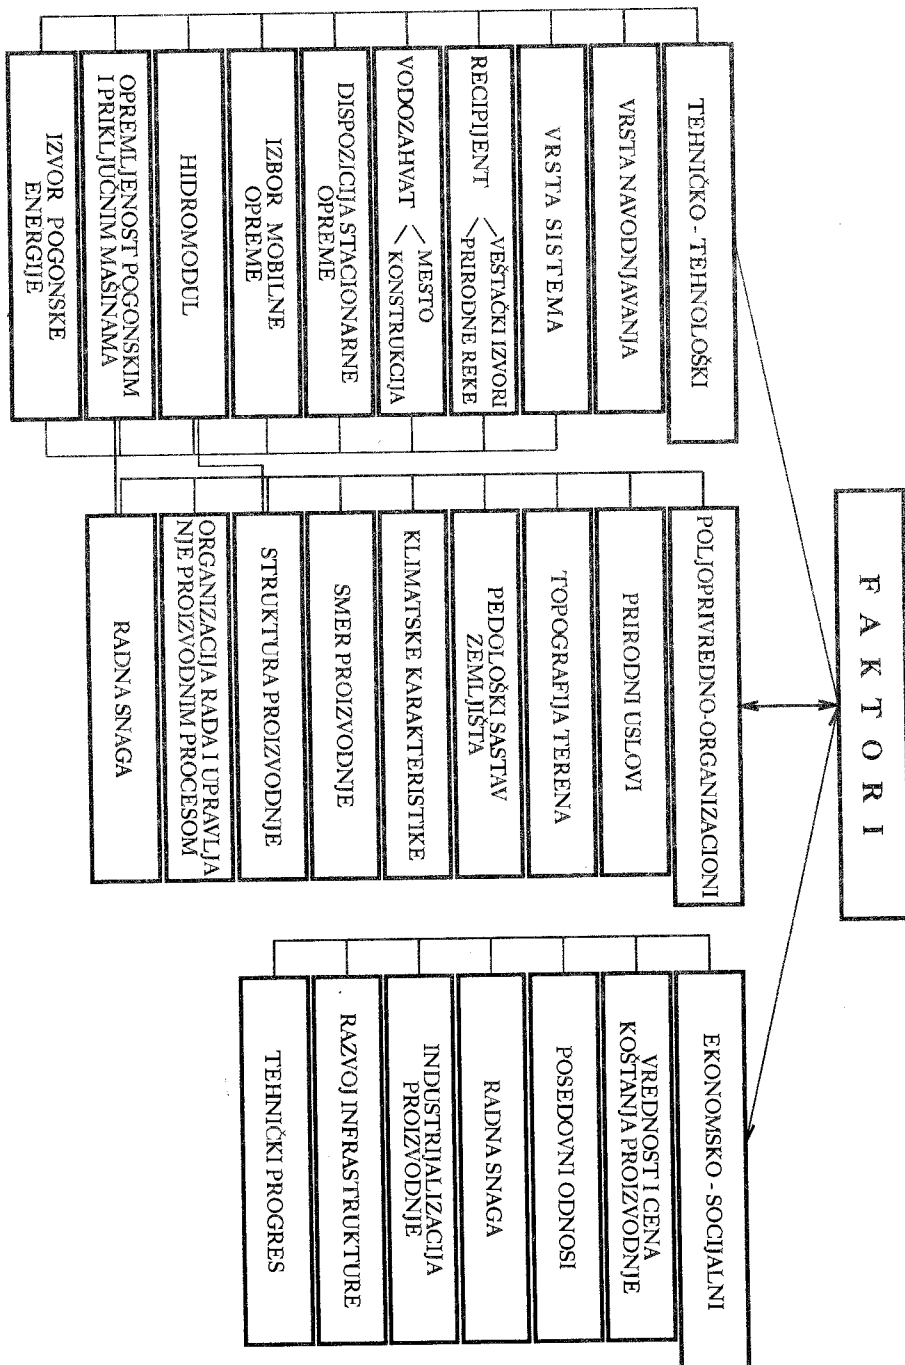 F A K T O R I
TEHNIČKO - TEHNOLOŠKI
VRSTA NAVODNJAVANJA
VRSTA SISTEMA
RECIPIJENT
VEŠTAČKI IZVORI
PRIRODNE REKE
VODOZAHVAT
MESTO
KONSTRUKCIJA
DISPOZICIJA STACIONARNE
OPREME
IZBOR MOBILNE
OPREME
HIDROMODUL
OPREMLJENOST POGONSKIM
I PRIKLJUČNIM MAŠINAMA
IZVOR POGONSKE
ENERGIJE
POLJOPRIVREDNO-ORGANIZACIONI
PRIRODNI USLOVI
TOPOGRAFIJA TERENA
PEDOLOŠKI SASTAV
ZEMLJIŠTA
KLIMATSKE KARAKTERISTIKE
SMER PROIZVODNJE
STRUKTURA PROIZVODNJE
ORGANIZACIJA RADA I UPRAVLJA
NJE PROIZVODNIM PROCESOM
RADNA SNAGA
EKONOMSKO - SOCIJALNI
VREDNOST I CENA
KOŠTANJA PROIZVODNJE
POSEDOVNI ODNOSI
RADNA SNAGA
INDUSTRIJALIZACIJA
PROIZVODNJE
RAZVOJ INFRASTRUKTURE
TEHNIČKI PROGRES